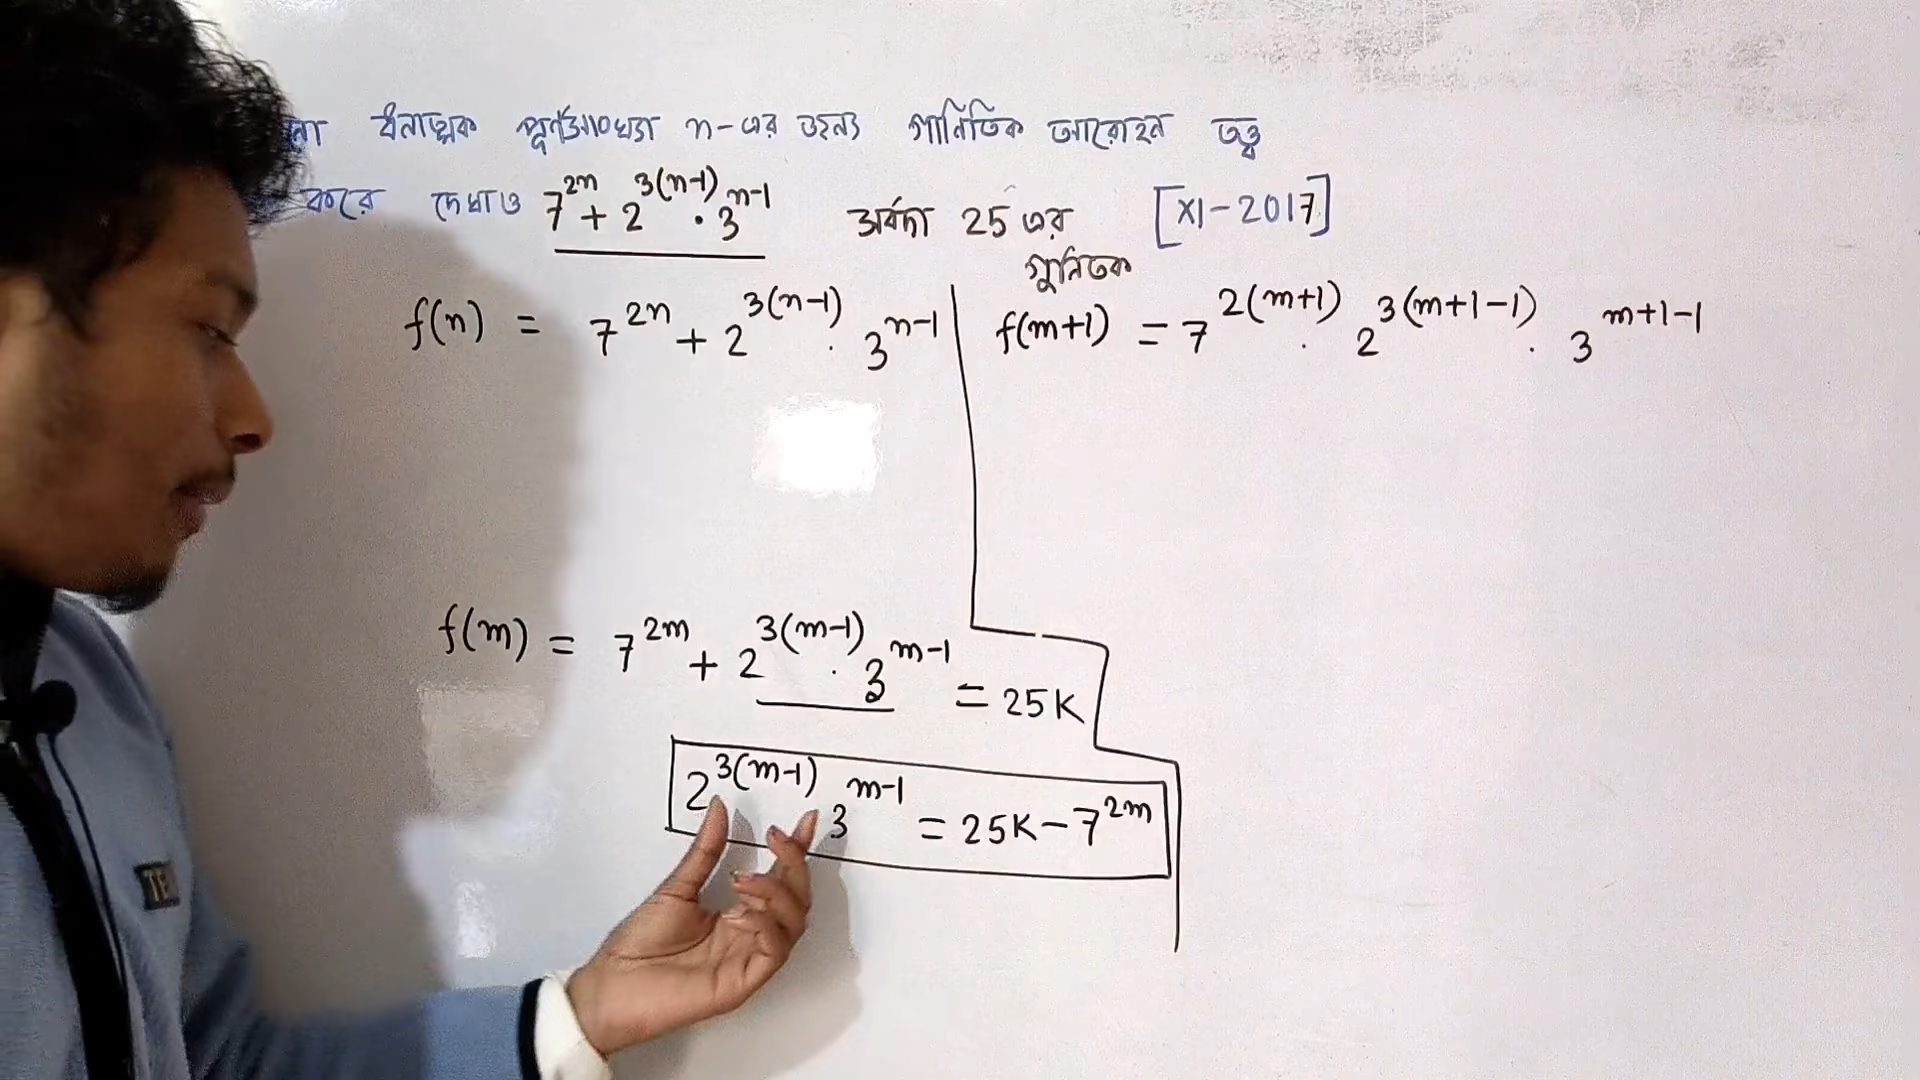 ধনাত্মক পূর্ণসংখ্যা n-এর জন্য গানিতিক আরোহন তত্ত্ব
করে দেখাও 7^{2n} + 2^{3(n-1)} · 3^{n-1} সর্বদা 25 এর গুনিতক [XI-2017]
f(n) = 7^{2n} + 2^{3(n-1)} · 3^{n-1}
f(m) = 7^{2m} + 2^{3(m-1)} · 3^{m-1} = 25K
2^{3(m-1)} 3^{m-1} = 25K - 7^{2m}
f(m+1) = 7^{2(m+1)} · 2^{3(m+1-1)} · 3^{m+1-1}